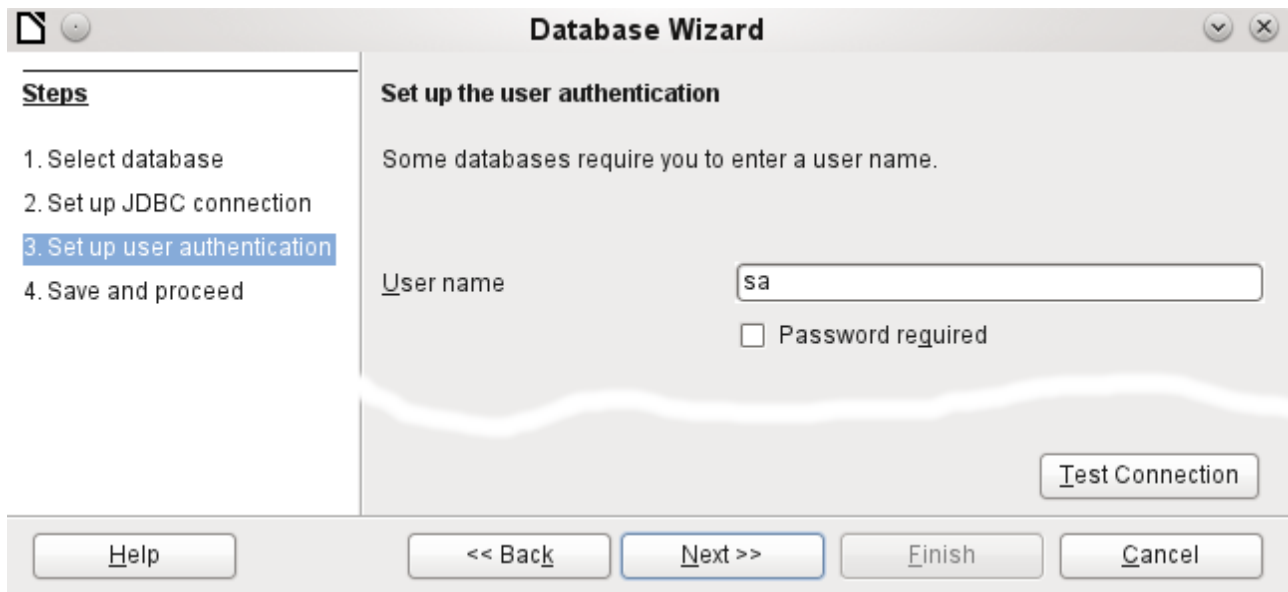 Database Wizard
Steps
1. Select database
2. Set up JDBC connection
3. Set up user authentication
4. Save and proceed
Set up the user authentication
Some databases require you to enter a user name.
User name
sa
Password required
Test Connection
Help
<< Back
Next >>
Finish
Cancel